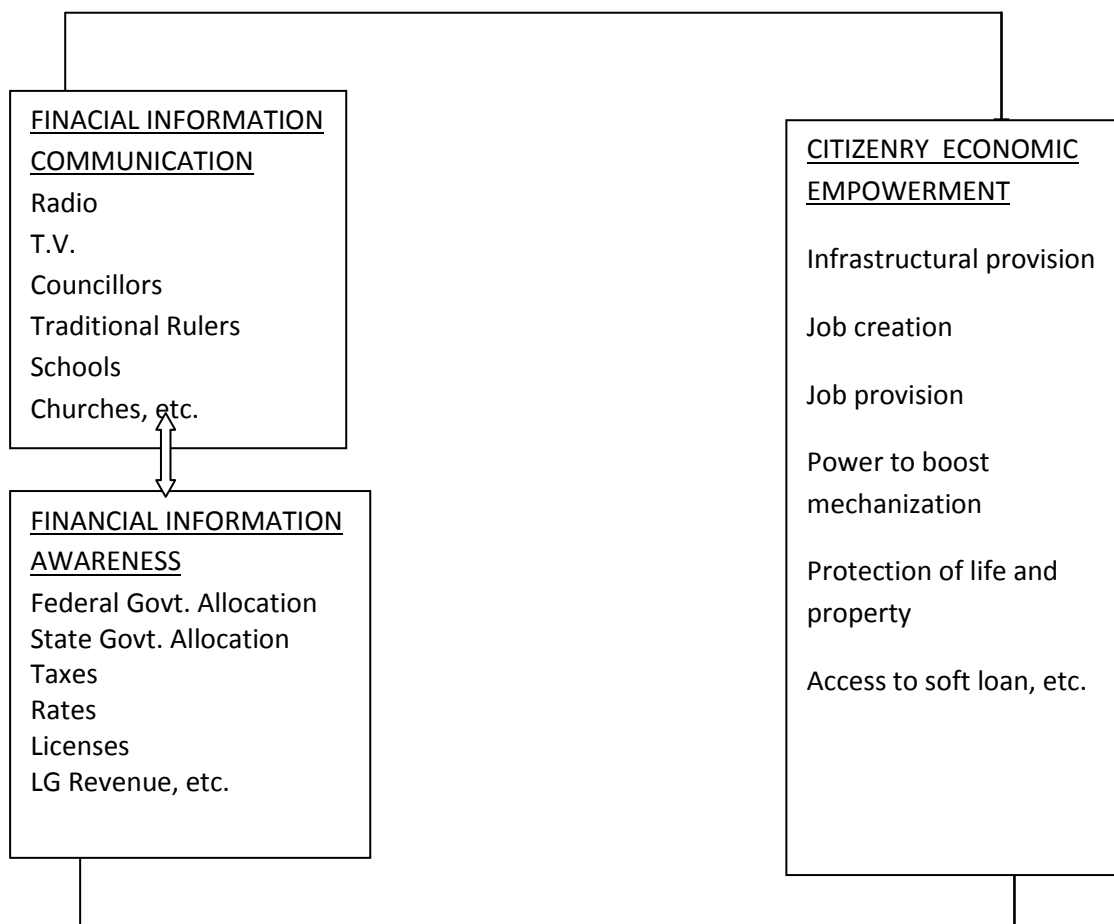 FINACIAL INFORMATION
COMMUNICATION
Radio
T.V.
Councillors
Traditional Rulers
Schools
Churches, etc.
FINANCIAL INFORMATION
AWARENESS
Federal Govt. Allocation
State Govt. Allocation
Taxes
Rates
Licenses
LG Revenue, etc.
CITIZENRY ECONOMIC
EMPOWERMENT
Infrastructural provision
Job creation
Job provision
Power to boost
mechanization
Protection of life and
property
Access to soft loan, etc.